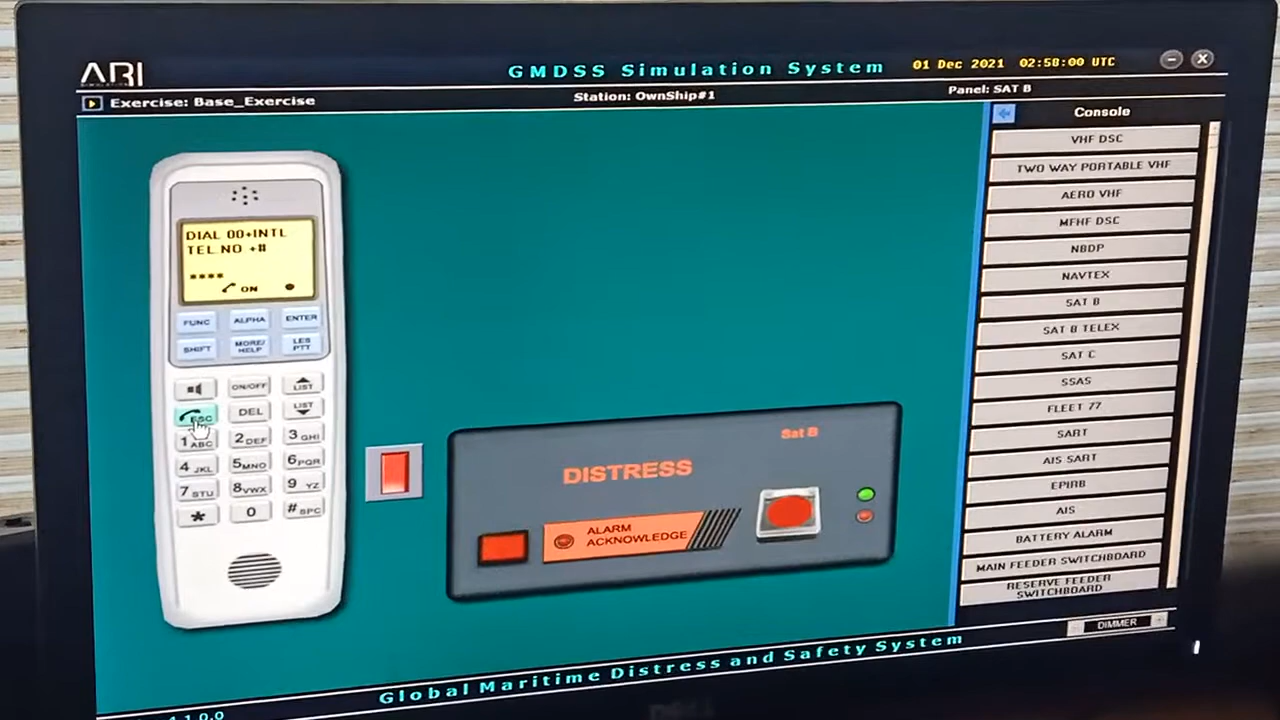 ARI
GMDSS Simulation System
01 Dec 2021 02:58:00 UTC
Exercise: Base_Exercise
Station: OwnShip#1
Panel: SAT B
Console
VHF DSC
TWO WAY PORTABLE VHF
AERO VHF
MFHF DSC
NBDP
NAVTEX
SAT B
SAT B TELEX
SAT C
SSAS
FLEET 77
SART
AIS SART
EPIRB
AIS
BATTERY ALARM
MAIN FEEDER SWITCHBOARD
RESERVE FEEDER
SWITCHBOARD
DIMMER
DIAL 00+INTL
TEL.NO +#
****
ON
FUNC ALPHA ENTER
SHIFT MORE/ LES
HELP PTT
ON/OFF LIST
ESC DEL LIST
1 ABC 2 DEF 3 GHI
4 JKL 5 MNO 6 PQR
7 STU 8 VWX 9 YZ
* 0 # SPC
Sat B
DISTRESS
ALARM
ACKNOWLEDGE
Global Maritime Distress and Safety System
DELL